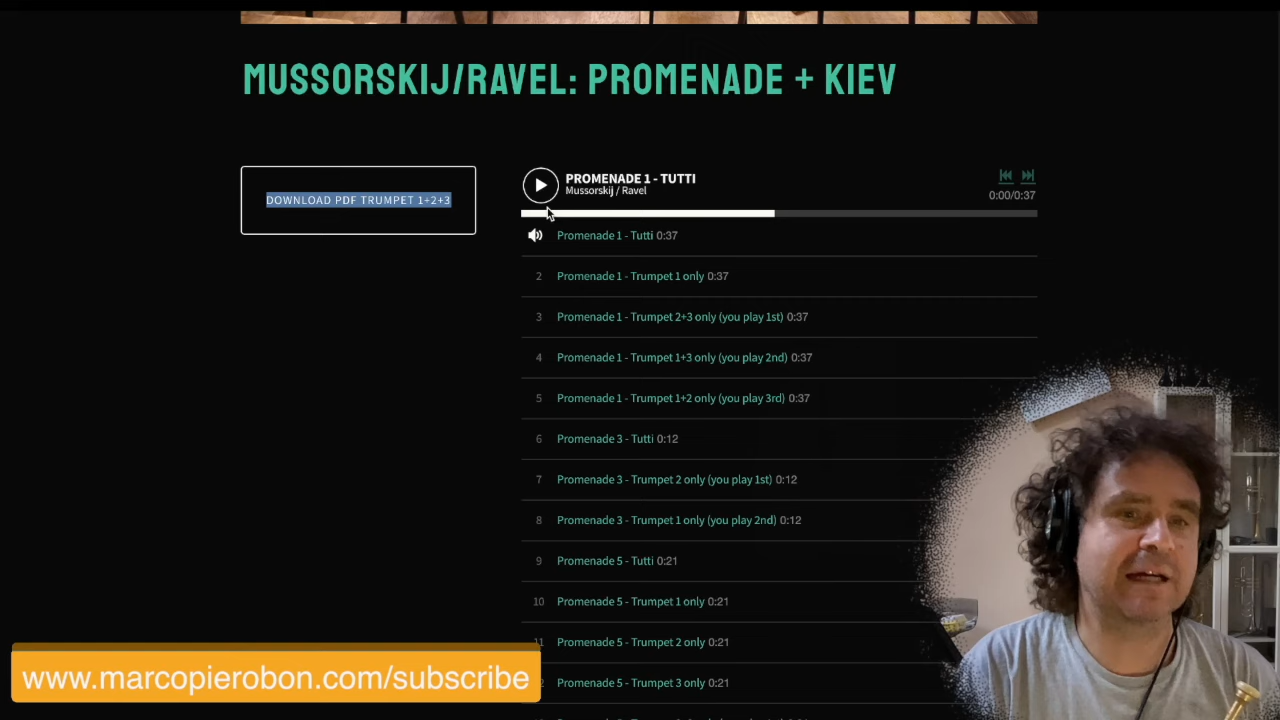 MUSSORSKIJ/RAVEL: PROMENADE + KIEV
DOWNLOAD PDF TRUMPET 1+2+3
PROMENADE 1 - TUTTI
Mussorskij / Ravel
0:00/0:37
Promenade 1 - Tutti 0:37
2 Promenade 1 - Trumpet 1 only 0:37
3 Promenade 1 - Trumpet 2+3 only (you play 1st) 0:37
4 Promenade 1 - Trumpet 1+3 only (you play 2nd) 0:37
5 Promenade 1 - Trumpet 1+2 only (you play 3rd) 0:37
6 Promenade 3 - Tutti 0:12
7 Promenade 3 - Trumpet 2 only (you play 1st) 0:12
8 Promenade 3 - Trumpet 1 only (you play 2nd) 0:12
9 Promenade 5 - Tutti 0:21
10 Promenade 5 - Trumpet 1 only 0:21
11 Promenade 5 - Trumpet 2 only 0:21
Promenade 5 - Trumpet 3 only 0:21
www.marcopierobon.com/subscribe